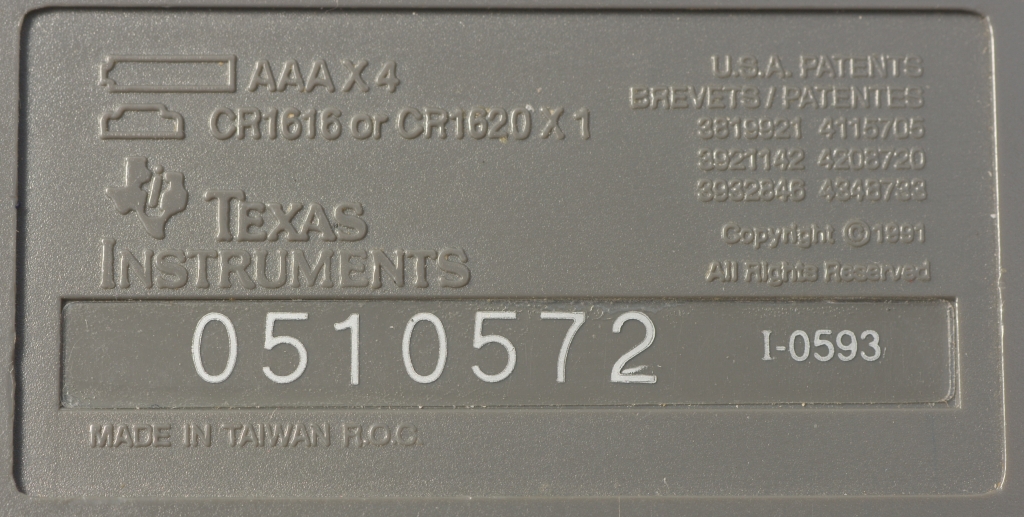 AAA X 4
CR1616 or CR1620 X 1
TEXAS
INSTRUMENTS
U.S.A. PATENTS
BREVETS / PATENTES
3819921 4115705
3921142 4208720
3932846 4348733
Copyright © 1991
All Rights Reserved
0510572 I-0593
MADE IN TAIWAN R.O.C.